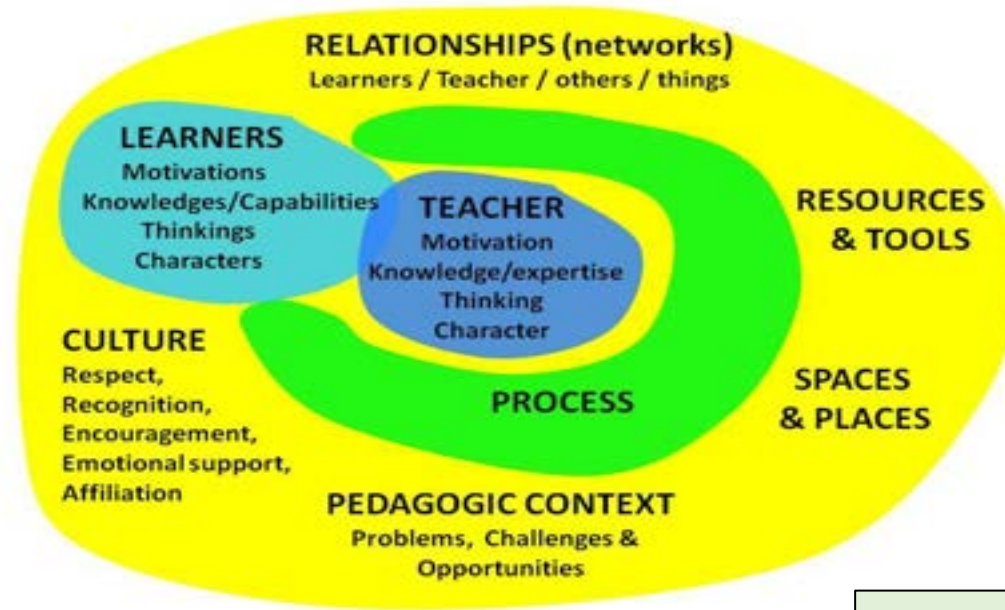 RELATIONSHIPS (networks)
Learners / Teacher / others / things
LEARNERS
Motivations
Knowledges/Capabilities
Thinkings
Characters
TEACHER
Motivation
Knowledge/expertise
Thinking
Character
RESOURCES
& TOOLS
CULTURE
Respect,
Recognition,
Encouragement,
Emotional support,
Affiliation
PROCESS
SPACES
& PLACES
PEDAGOGIC CONTEXT
Problems, Challenges &
Opportunities